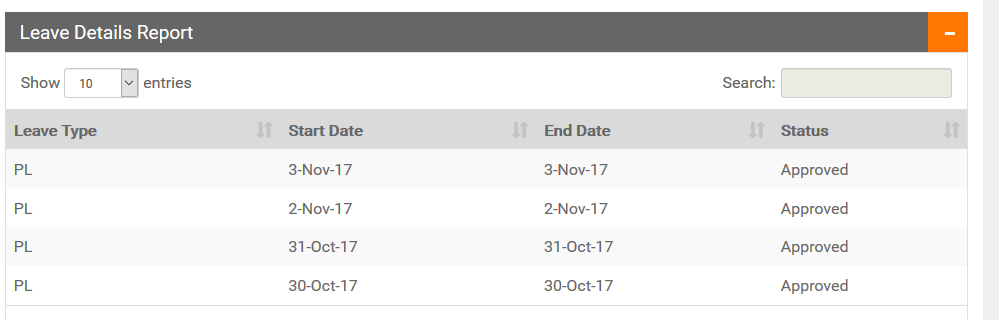 Leave Details Report
Show 10 entries Search:
Leave Type Start Date End Date Status
PL 3-Nov-17 3-Nov-17 Approved
PL 2-Nov-17 2-Nov-17 Approved
PL 31-Oct-17 31-Oct-17 Approved
PL 30-Oct-17 30-Oct-17 Approved